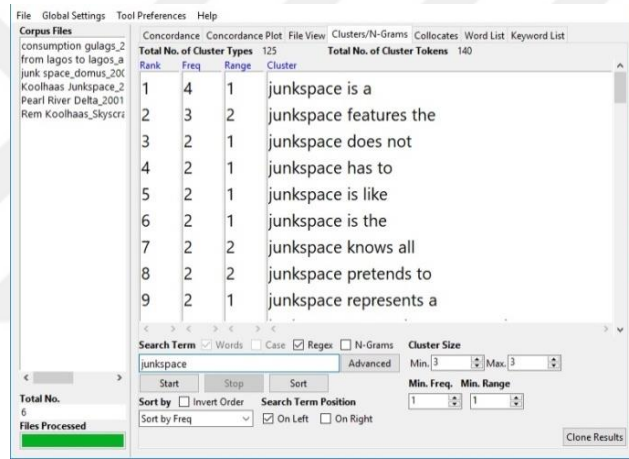 File Global Settings Tool Preferences Help
Corpus Files
consumption gulags_2
from lagos to lagos_a
junk space_domus_200
Koolhaas Junkspace_2
Pearl River Delta_2001
Rem Koolhaas_Skyscra
Total No.
6
Files Processed
Concordance Concordance Plot File View Clusters/N-Grams Collocates Word List Keyword List
Total No. of Cluster Types 125 Total No. of Cluster Tokens 140
Rank Freq Range Cluster
1 4 1 junkspace is a
2 3 2 junkspace features the
3 2 1 junkspace does not
4 2 1 junkspace has to
5 2 1 junkspace is like
6 2 1 junkspace is the
7 2 2 junkspace knows all
8 2 2 junkspace pretends to
9 2 1 junkspace represents a
Search Term Words Case Regex N-Grams Cluster Size
junkspace Advanced Min. 3 Max. 3
Start Stop Sort Min. Freq. Min. Range
Sort by Invert Order Search Term Position 1 1
Sort by Freq On Left On Right
Clone Results